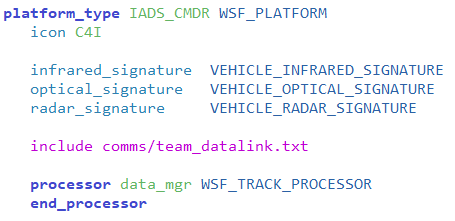 platform_type IADS_CMDR WSF_PLATFORM
icon C4I
infrared_signature VEHICLE_INFRARED_SIGNATURE
optical_signature VEHICLE_OPTICAL_SIGNATURE
radar_signature VEHICLE_RADAR_SIGNATURE
include comms/team_datalink.txt
processor data_mgr WSF_TRACK_PROCESSOR
end_processor